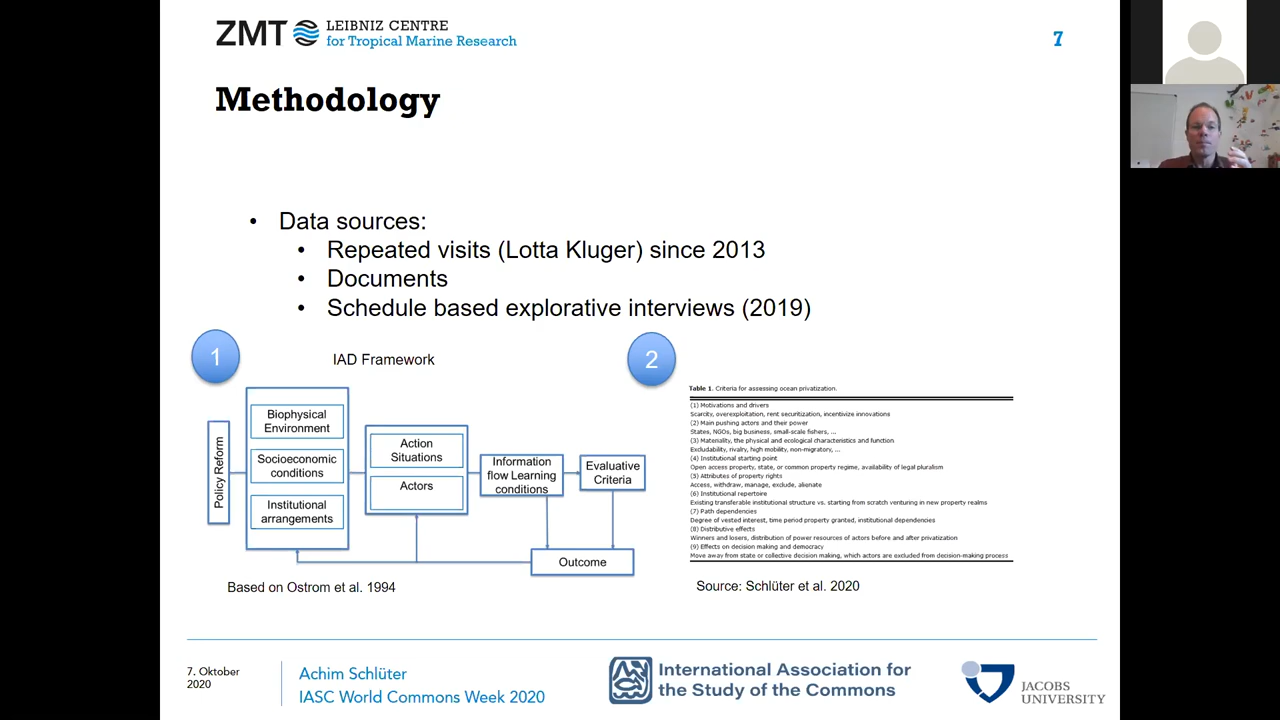 ZMT LEIBNIZ CENTRE
for Tropical Marine Research
7
Methodology
• Data sources:
• Repeated visits (Lotta Kluger) since 2013
• Documents
• Schedule based explorative interviews (2019)
1
IAD Framework
Policy Reform
Biophysical
Environment
Socioeconomic
conditions
Institutional
arrangements
Action
Situations
Actors
Information
flow Learning
conditions
Evaluative
Criteria
Outcome
Based on Ostrom et al. 1994
2
Table 1. Criteria for assessing ocean privatization.
(1) Motivations and drivers
Scarcity, overexploitation, rent securitization, incentivize innovations
(2) Main pushing actors and their power
States, NGOs, big business, small-scale fishers, ...
(3) Materiality, the physical and ecological characteristics and function
Excludability, rivalry, high mobility, non-migratory, ...
(4) Institutional starting point
Open access property, state, or common property regime, availability of legal pluralism
(5) Attributes of property rights
Access, withdraw, manage, exclude, alienate
(6) Institutional repertoire
Existing transferable institutional structure vs. starting from scratch venturing in new property realms
(7) Path dependencies
Degree of vested interest, time period property granted, institutional dependencies
(8) Distributive effects
Winners and losers, distribution of power resources of actors before and after privatization
(9) Effects on decision making and democracy
Move away from state or collective decision making, which actors are excluded from decision-making process
Source: Schlüter et al. 2020
7. Oktober
2020
Achim Schlüter
IASC World Commons Week 2020
International Association for
the Study of the Commons
JACOBS
UNIVERSITY